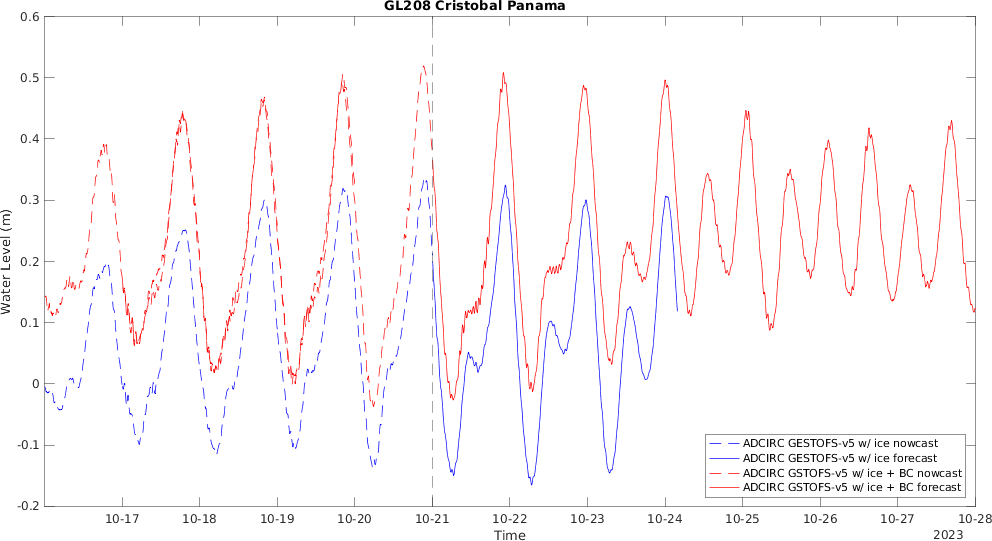 GL208 Cristobal Panama
0.6
0.5
0.4
0.3
0.2
0.1
0
-0.1
-0.2
Water Level (m)
ADCIRC GESTOFS-v5 w/ ice nowcast
ADCIRC GESTOFS-v5 w/ ice forecast
ADCIRC GSTOFS-v5 w/ ice + BC nowcast
ADCIRC GSTOFS-v5 w/ ice + BC forecast
10-17 10-18 10-19 10-20 10-21 10-22 10-23 10-24 10-25 10-26 10-27 10-28
Time
2023